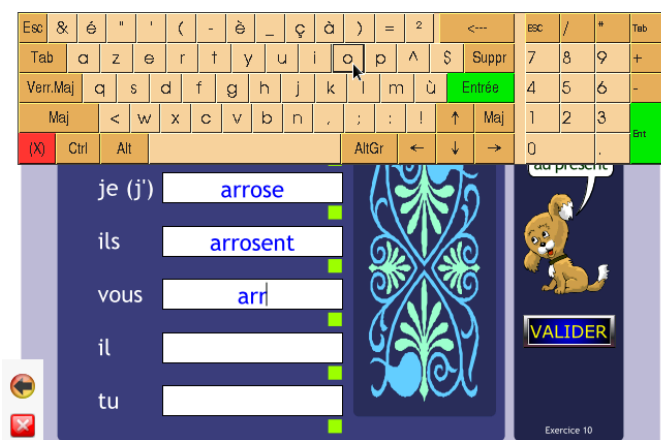 Esc & é " ' ( - è _ ç à ) = ² <--- ESC / * Tab
Tab a z e r t y u i o p ^ $ Suppr 7 8 9 +
Verr.Maj q s d f g h j k l m ù Entrée 4 5 6 -
Maj < w x c v b n , ; : ! ↑ Maj 1 2 3 Ent
(X) Ctrl Alt AltGr ← ↓ → 0 .
au présent
je (j') arrose
ils arrosent
vous arr
il
VALIDER
tu
Exercice 10